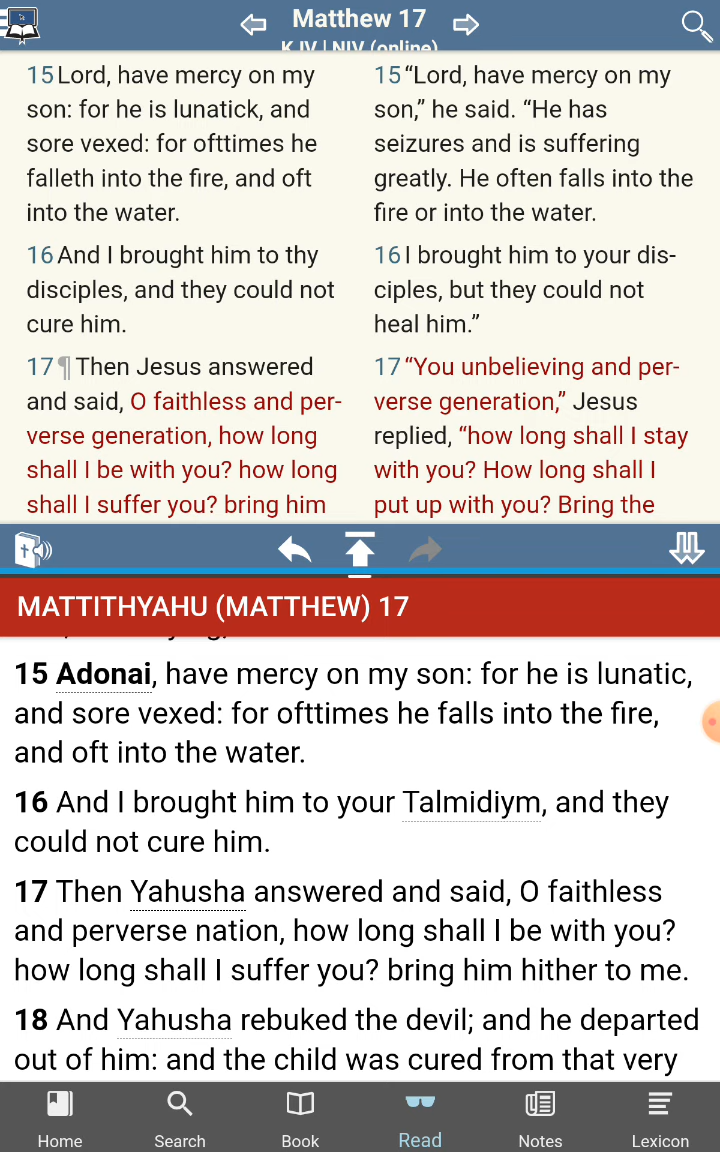 Matthew 17
KJV | NIV (online)
15 Lord, have mercy on my
son: for he is lunatick, and
sore vexed: for ofttimes he
falleth into the fire, and oft
into the water.
16 And I brought him to thy
disciples, and they could not
cure him.
17 ¶ Then Jesus answered
and said, O faithless and per-
verse generation, how long
shall I be with you? how long
shall I suffer you? bring him
15 “Lord, have mercy on my
son,” he said. “He has
seizures and is suffering
greatly. He often falls into the
fire or into the water.
16 I brought him to your dis-
ciples, but they could not
heal him.”
17 “You unbelieving and per-
verse generation,” Jesus
replied, “how long shall I stay
with you? How long shall I
put up with you? Bring the
MATTITHYAHU (MATTHEW) 17
15 Adonai, have mercy on my son: for he is lunatic,
and sore vexed: for ofttimes he falls into the fire,
and oft into the water.
16 And I brought him to your Talmidiym, and they
could not cure him.
17 Then Yahusha answered and said, O faithless
and perverse nation, how long shall I be with you?
how long shall I suffer you? bring him hither to me.
18 And Yahusha rebuked the devil; and he departed
out of him: and the child was cured from that very
Home Search Book Read Notes Lexicon